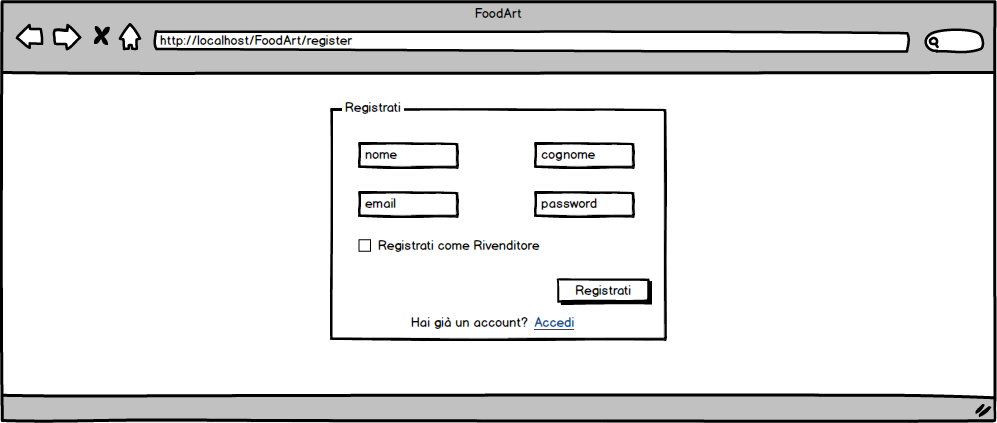 FoodArt
http://localhost/FoodArt/register
Registrati
nome
cognome
email
password
Registrati come Rivenditore
Registrati
Hai già un account? Accedi